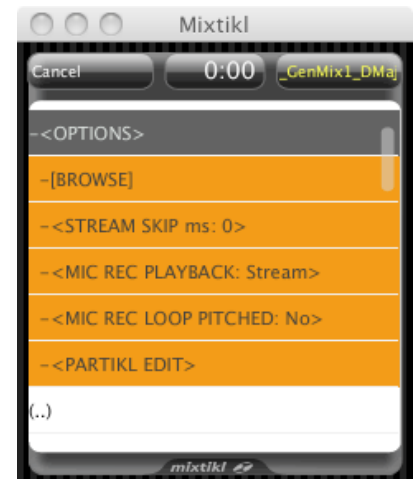 Mixtikl
Cancel 0:00 _GenMix1_DMaj
-<OPTIONS>
-[BROWSE]
-<STREAM SKIP ms: 0>
-<MIC REC PLAYBACK: Stream>
-<MIC REC LOOP PITCHED: No>
-<PARTIKL EDIT>
(..)
mixtikl